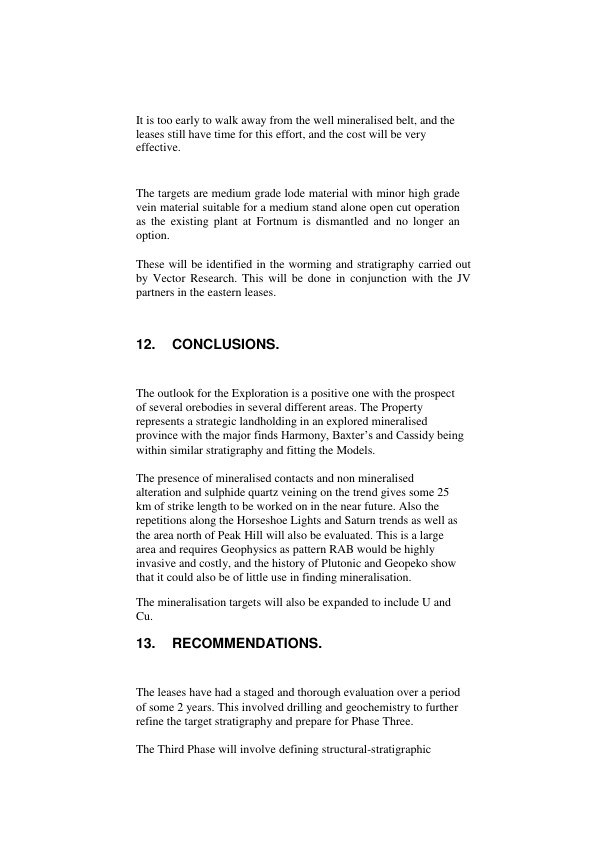 It is too early to walk away from the well mineralised belt, and the
leases still have time for this effort, and the cost will be very
effective.
The targets are medium grade lode material with minor high grade
vein material suitable for a medium stand alone open cut operation
as the existing plant at Fortnum is dismantled and no longer an
option.
These will be identified in the worming and stratigraphy carried out
by Vector Research. This will be done in conjunction with the JV
partners in the eastern leases.
12. CONCLUSIONS.
The outlook for the Exploration is a positive one with the prospect
of several orebodies in several different areas. The Property
represents a strategic landholding in an explored mineralised
province with the major finds Harmony, Baxter's and Cassidy being
within similar stratigraphy and fitting the Models.
The presence of mineralised contacts and non mineralised
alteration and sulphide quartz veining on the trend gives some 25
km of strike length to be worked on in the near future. Also the
repetitions along the Horseshoe Lights and Saturn trends as well as
the area north of Peak Hill will also be evaluated. This is a large
area and requires Geophysics as pattern RAB would be highly
invasive and costly, and the history of Plutonic and Geopeko show
that it could also be of little use in finding mineralisation.
The mineralisation targets will also be expanded to include U and
Cu.
13. RECOMMENDATIONS.
The leases have had a staged and thorough evaluation over a period
of some 2 years. This involved drilling and geochemistry to further
refine the target stratigraphy and prepare for Phase Three.
The Third Phase will involve defining structural-stratigraphic